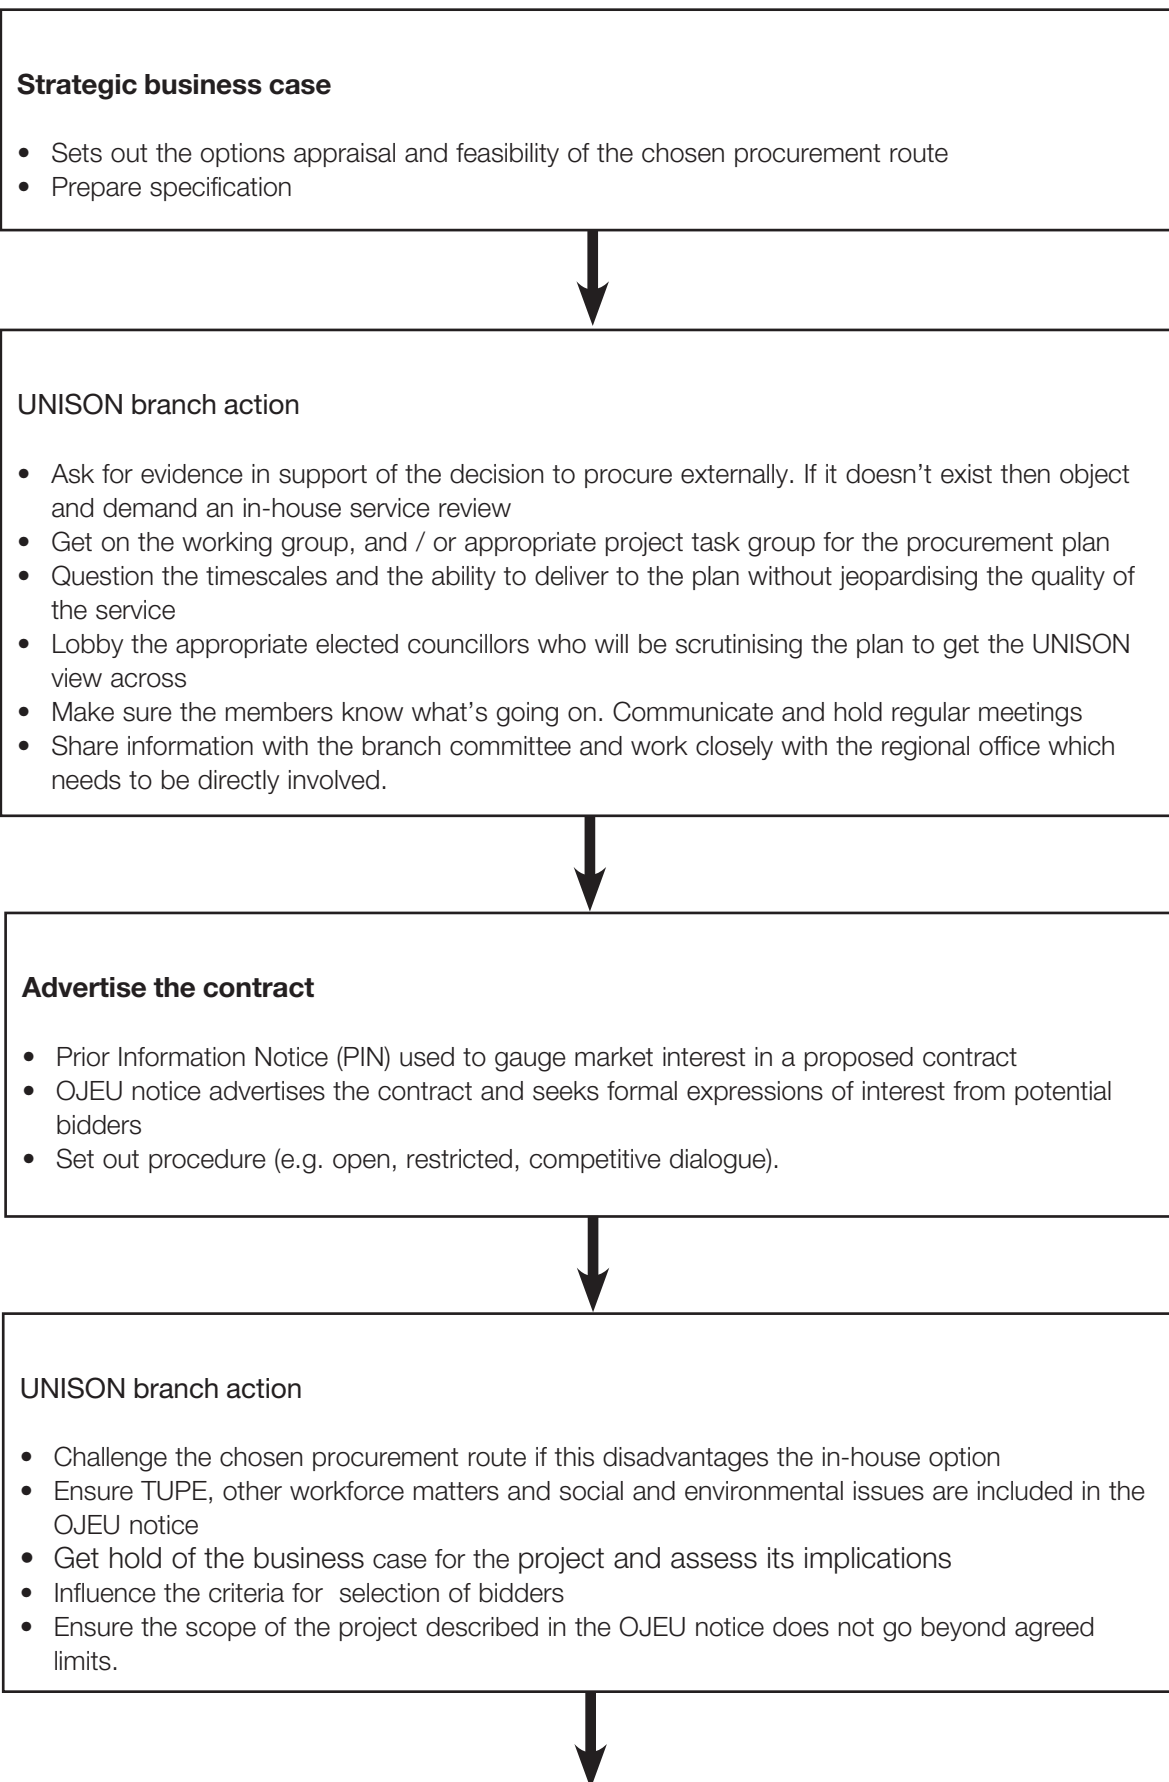 Strategic business case
• Sets out the options appraisal and feasibility of the chosen procurement route
• Prepare specification
UNISON branch action
• Ask for evidence in support of the decision to procure externally. If it doesn't exist then object
and demand an in-house service review
• Get on the working group, and / or appropriate project task group for the procurement plan
• Question the timescales and the ability to deliver to the plan without jeopardising the quality of
the service
• Lobby the appropriate elected councillors who will be scrutinising the plan to get the UNISON
view across
• Make sure the members know what's going on. Communicate and hold regular meetings
• Share information with the branch committee and work closely with the regional office which
needs to be directly involved.
Advertise the contract
• Prior Information Notice (PIN) used to gauge market interest in a proposed contract
• OJEU notice advertises the contract and seeks formal expressions of interest from potential
bidders
• Set out procedure (e.g. open, restricted, competitive dialogue).
UNISON branch action
• Challenge the chosen procurement route if this disadvantages the in-house option
• Ensure TUPE, other workforce matters and social and environmental issues are included in the
OJEU notice
• Get hold of the business case for the project and assess its implications
• Influence the criteria for  selection of bidders
• Ensure the scope of the project described in the OJEU notice does not go beyond agreed
limits.